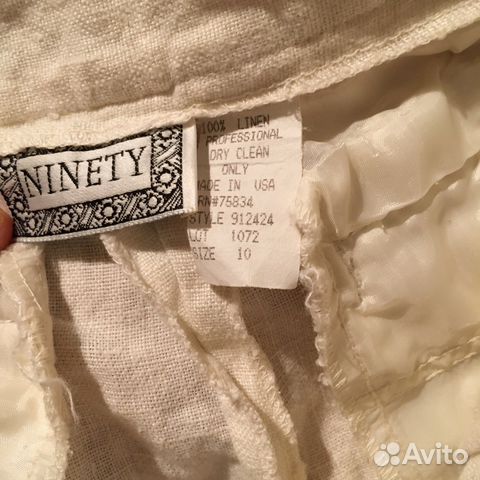 NINETY
100% LINEN
PROFESSIONAL
DRY CLEAN
ONLY
MADE IN USA
RN#75834
STYLE 912424
LOT 1072
SIZE 10
Avito